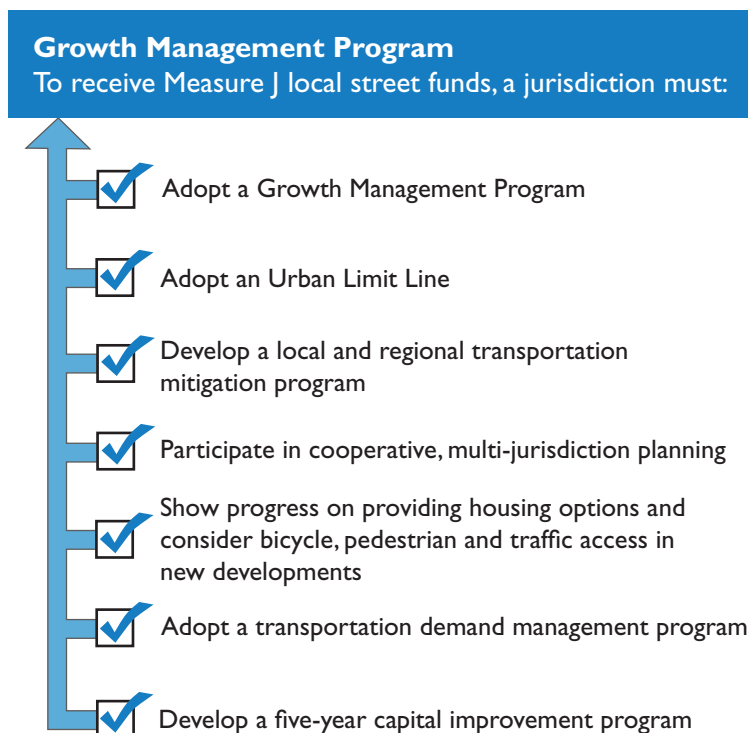 Growth Management Program
To receive Measure J local street funds, a jurisdiction must:
Adopt a Growth Management Program
Adopt an Urban Limit Line
Develop a local and regional transportation
mitigation program
Participate in cooperative, multi-jurisdiction planning
Show progress on providing housing options and
consider bicycle, pedestrian and traffic access in
new developments
Adopt a transportation demand management program
Develop a five-year capital improvement program